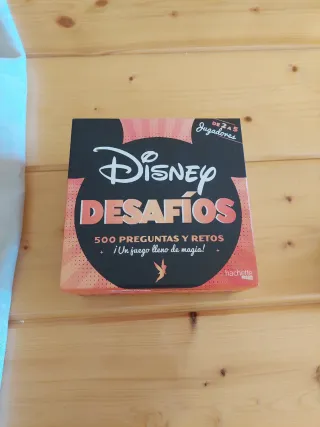 DE 2 A 5
Jugadores
Disney
DESAFÍOS
500 PREGUNTAS Y RETOS
¡Un juego lleno de magia!
hachette